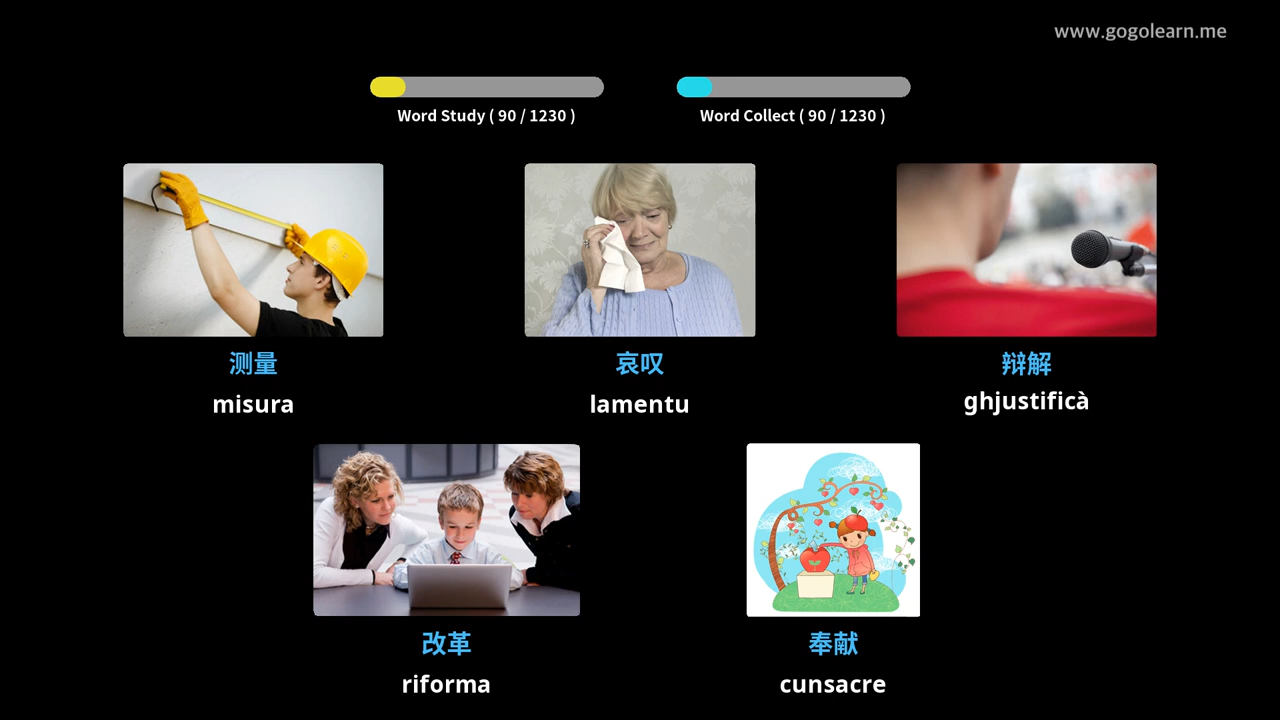 www.gogolearn.me
Word Study ( 90 / 1230 )
Word Collect ( 90 / 1230 )
测量
哀叹
辩解
misura
lamentu
ghjustificà
改革
奉献
riforma
cunsacre